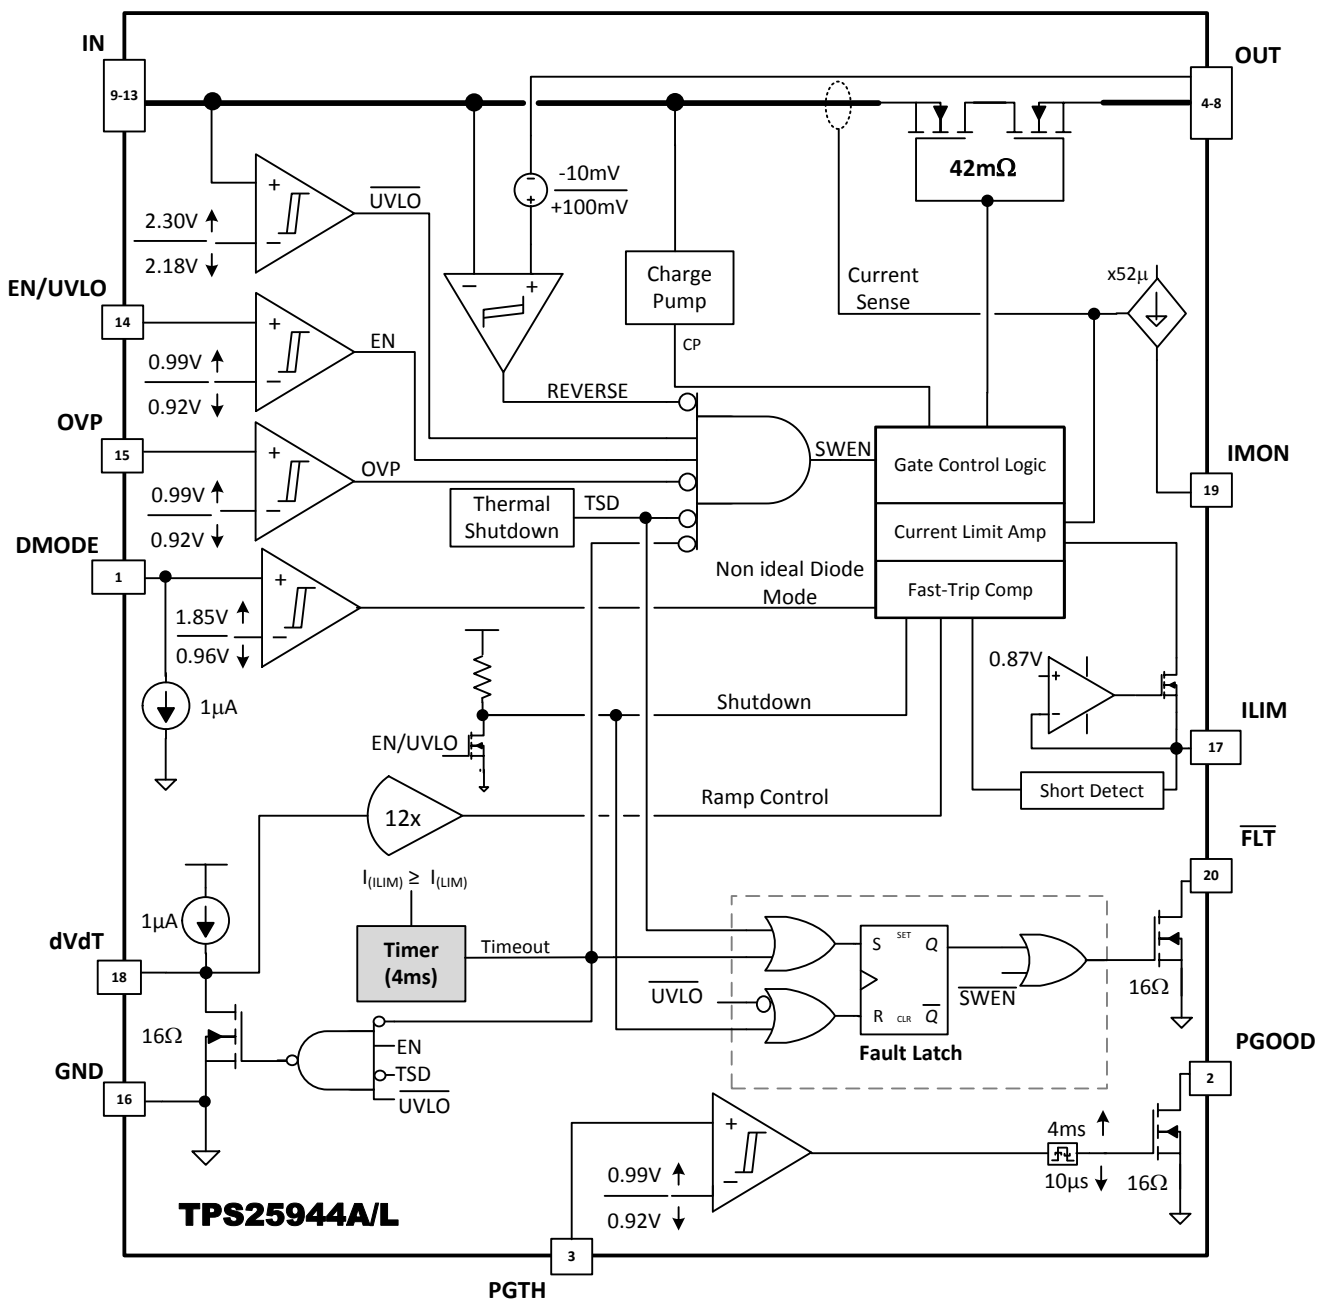 IN
9-13
OUT
4-8
42mΩ
-10mV
+100mV
UVLO
2.30V
2.18V
+
−
Charge
Pump
CP
Current
Sense
x52µ
EN/UVLO
14
0.99V
0.92V
+
−
EN
− +
REVERSE
OVP
15
0.99V
0.92V
+
−
OVP
Thermal
Shutdown
TSD
SWEN
Gate Control Logic
Current Limit Amp
Fast-Trip Comp
IMON
19
DMODE
1
1.85V
0.96V
+
−
1µA
Non ideal Diode
Mode
0.87V
+
−
EN/UVLO
Shutdown
ILIM
17
Short Detect
12x
Ramp Control
I(ILIM) ≥ I(LIM)
Timer
(4ms)
Timeout
1µA
dVdT
18
16Ω
GND
16
EN
TSD
UVLO
UVLO
S SET Q
R CLR Q
Fault Latch
SWEN
FLT
20
16Ω
PGOOD
2
4ms
10µs
16Ω
+
−
0.99V
0.92V
TPS25944A/L
3
PGTH